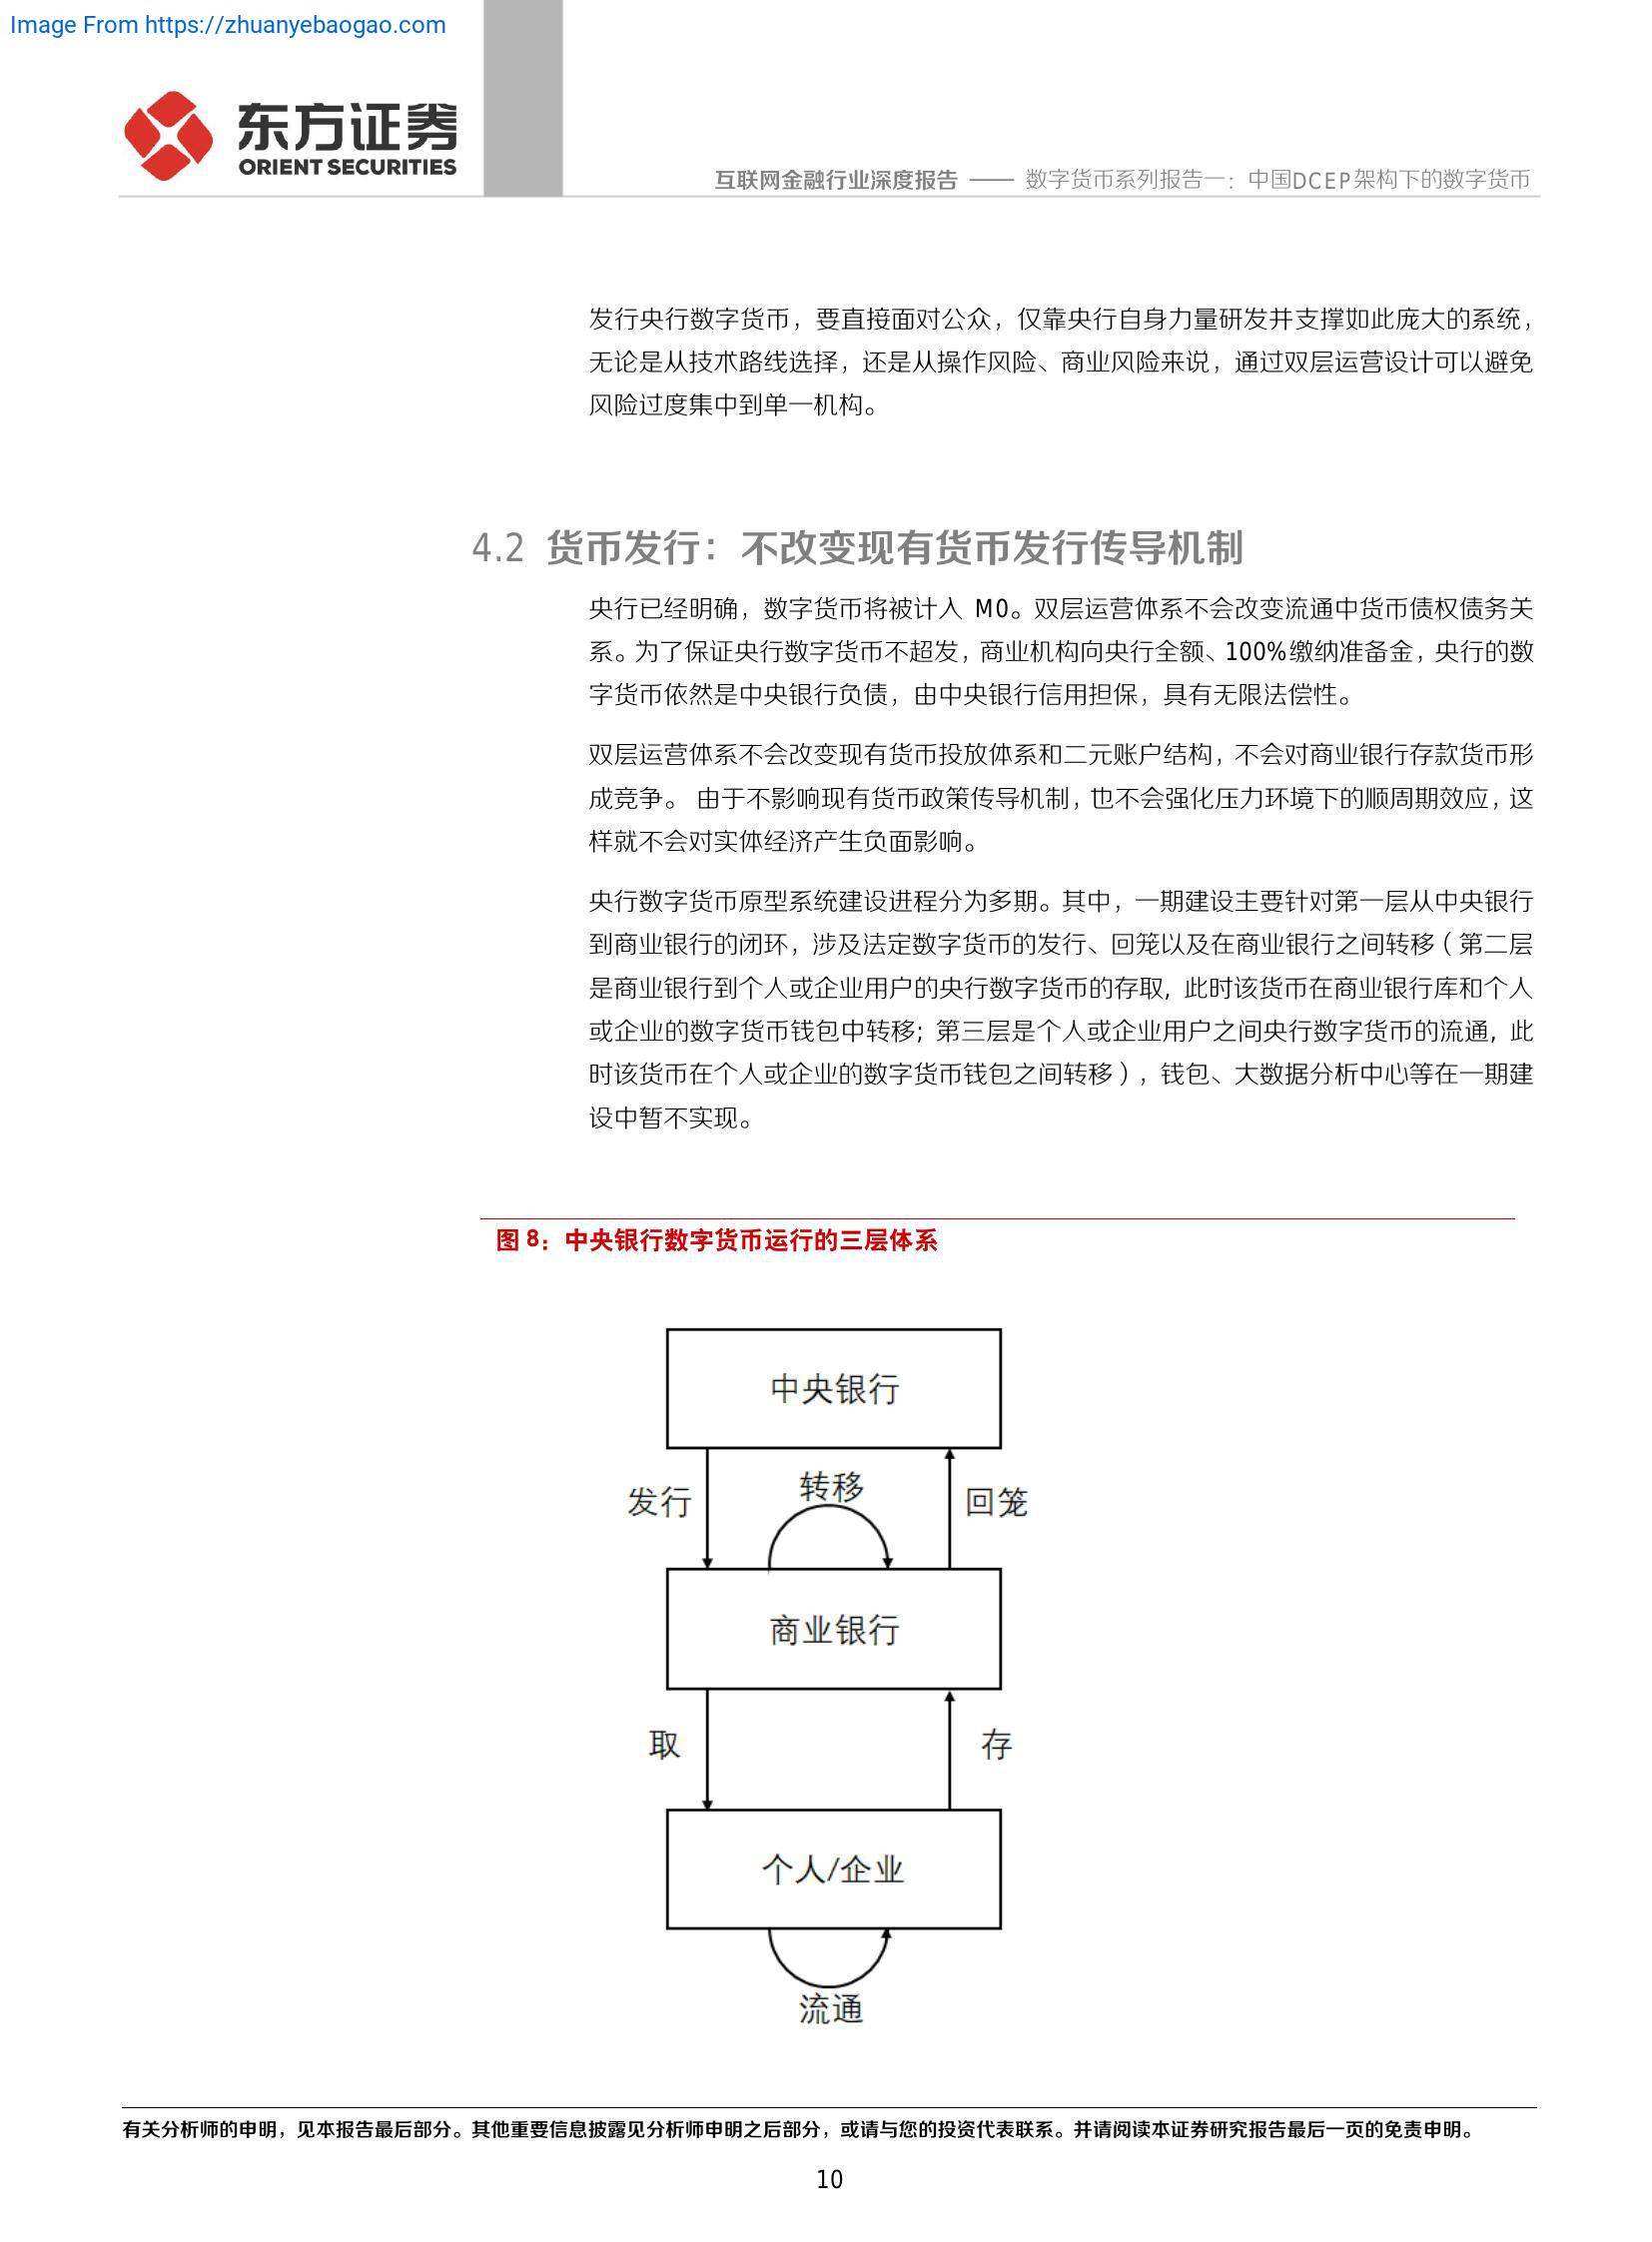 Image From https://zhuanyebaogao.com
东方证券
ORIENT SECURITIES
互联网金融行业深度报告 —— 数字货币系列报告一：中国DCEP架构下的数字货币
发行央行数字货币，要直接面对公众，仅靠央行自身力量研发并支撑如此庞大的系统，
无论是从技术路线选择，还是从操作风险、商业风险来说，通过双层运营设计可以避免
风险过度集中到单一机构。
4.2 货币发行：不改变现有货币发行传导机制
央行已经明确，数字货币将被计入 M0。双层运营体系不会改变流通中货币债权债务关
系。为了保证央行数字货币不超发，商业机构向央行全额、100%缴纳准备金，央行的数
字货币依然是中央银行负债，由中央银行信用担保，具有无限法偿性。
双层运营体系不会改变现有货币投放体系和二元账户结构，不会对商业银行存款货币形
成竞争。 由于不影响现有货币政策传导机制，也不会强化压力环境下的顺周期效应，这
样就不会对实体经济产生负面影响。
央行数字货币原型系统建设进程分为多期。其中，一期建设主要针对第一层从中央银行
到商业银行的闭环，涉及法定数字货币的发行、回笼以及在商业银行之间转移（第二层
是商业银行到个人或企业用户的央行数字货币的存取，此时该货币在商业银行库和个人
或企业的数字货币钱包中转移；第三层是个人或企业用户之间央行数字货币的流通，此
时该货币在个人或企业的数字货币钱包之间转移），钱包、大数据分析中心等在一期建
设中暂不实现。
图 8：中央银行数字货币运行的三层体系
中央银行
转移
发行
回笼
商业银行
取
存
个人/企业
流通
有关分析师的申明，见本报告最后部分。其他重要信息披露见分析师申明之后部分，或请与您的投资代表联系。并请阅读本证券研究报告最后一页的免责申明。
10